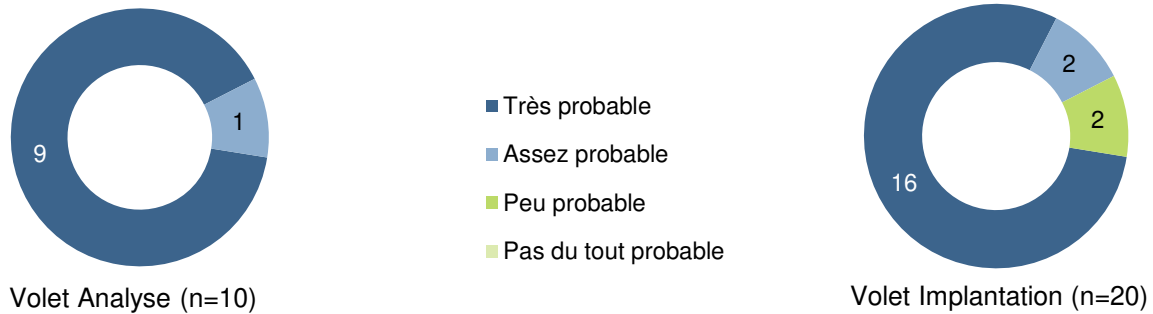 9
1
Volet Analyse (n=10)
Très probable
Assez probable
Peu probable
Pas du tout probable
2
2
16
Volet Implantation (n=20)